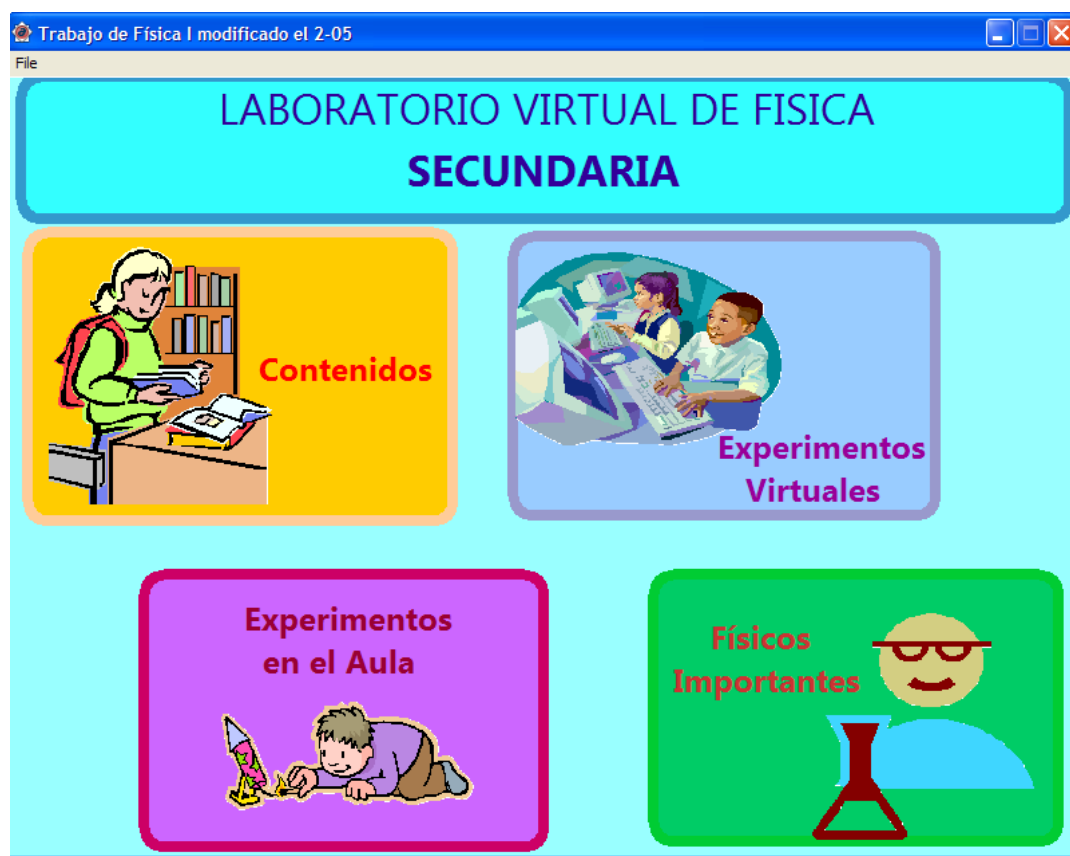 Trabajo de Física I modificado el 2-05
File
LABORATORIO VIRTUAL DE FISICA
SECUNDARIA
Contenidos
Experimentos
Virtuales
Experimentos
en el Aula
Físicos
Importantes